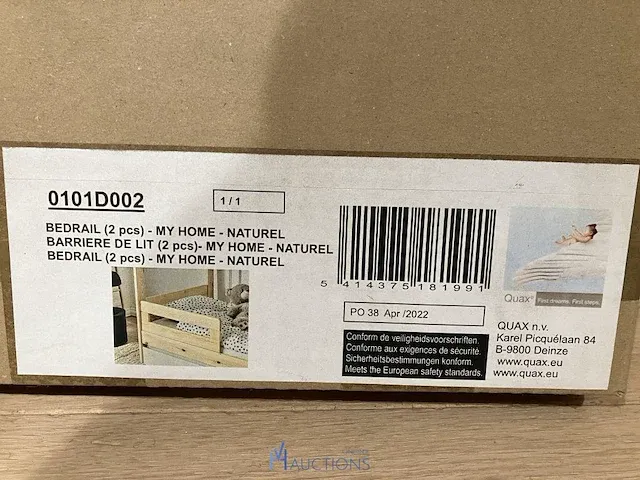 0101D002
1 / 1
BEDRAIL (2 pcs) - MY HOME - NATUREL
BARRIERE DE LIT (2 pcs)- MY HOME - NATUREL
BEDRAIL (2 pcs) - MY HOME - NATUREL
5 414375 181991
PO 38 Apr /2022
Conform de veiligheidsvoorschriften.
Conforme aux exigences de sécurité.
Sicherheitsbestimmungen konform.
Meets the European safety standards.
Quax® First dreams. First steps.
QUAX n.v.
Karel Picquélaan 84
B-9800 Deinze
www.quax.eu
www.quax.eu
AUCTIONS